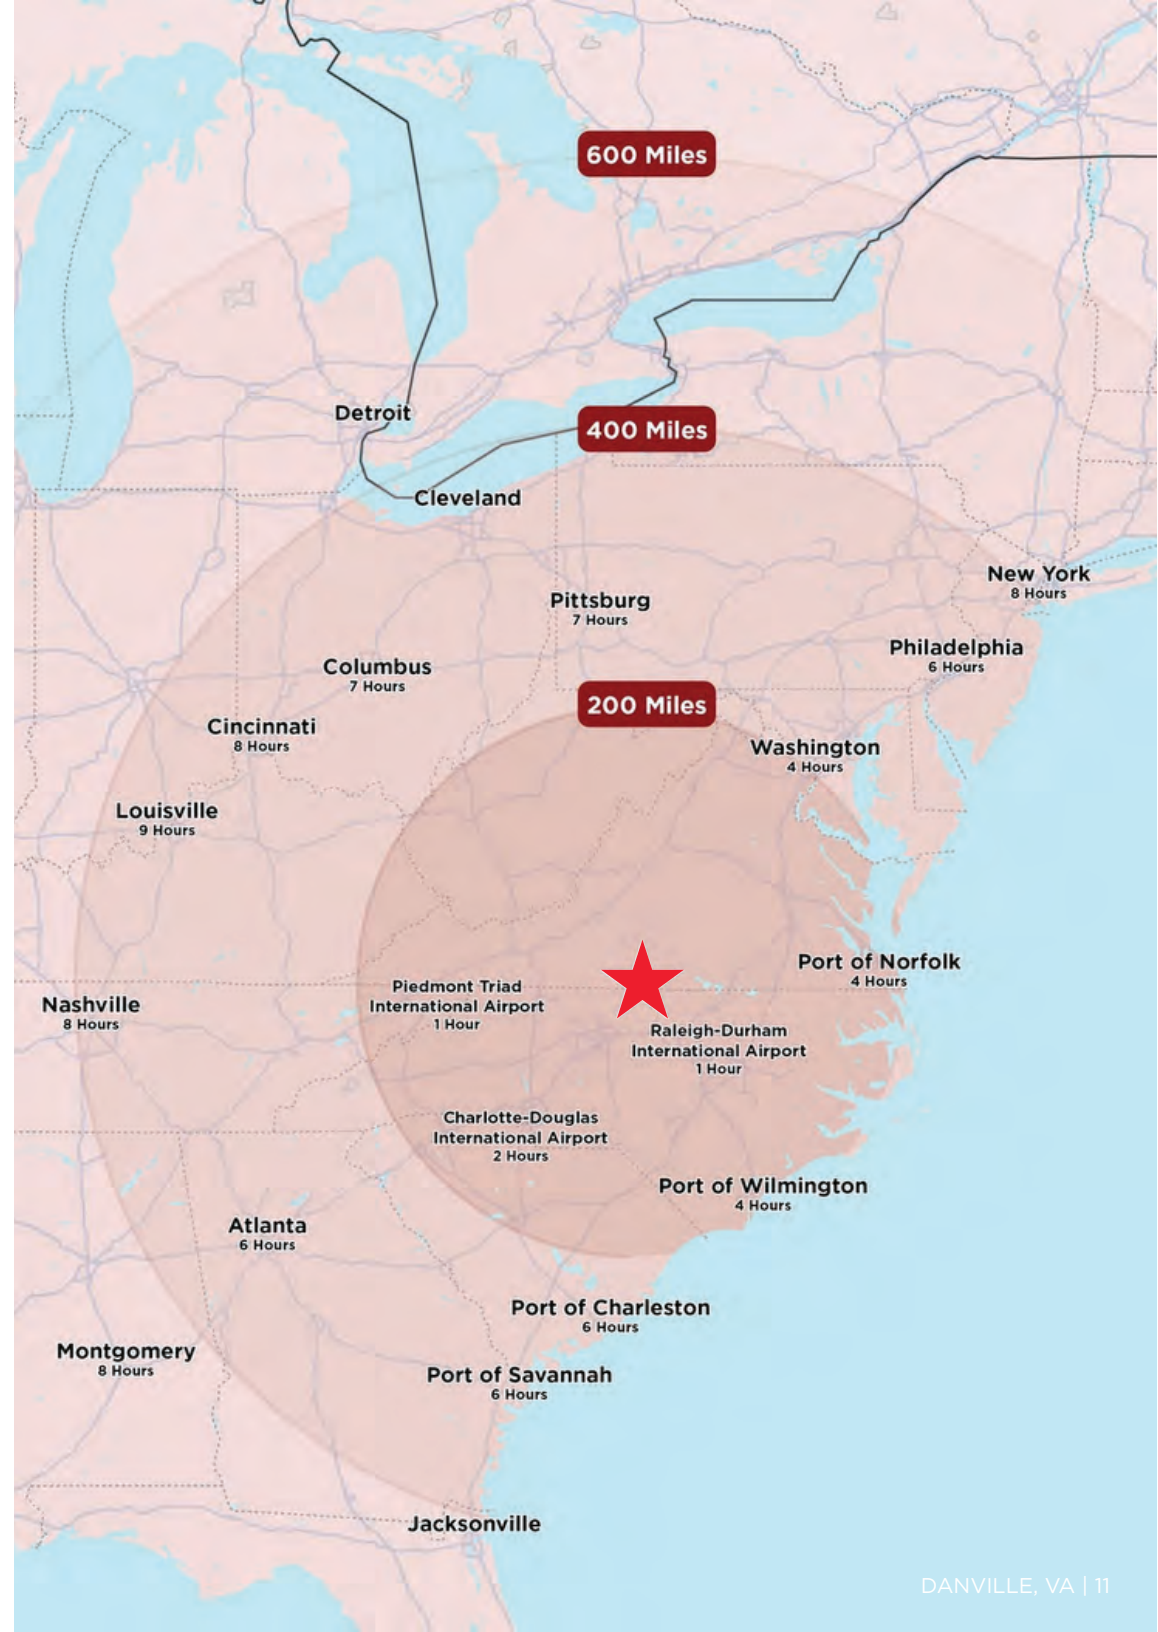 600 Miles
Detroit
400 Miles
Cleveland
New York
8 Hours
Pittsburg
7 Hours
Philadelphia
6 Hours
Columbus
7 Hours
200 Miles
Cincinnati
8 Hours
Washington
4 Hours
Louisville
9 Hours
Port of Norfolk
4 Hours
Piedmont Triad
International Airport
1 Hour
Nashville
8 Hours
Raleigh-Durham
International Airport
1 Hour
Charlotte-Douglas
International Airport
2 Hours
Port of Wilmington
4 Hours
Atlanta
6 Hours
Port of Charleston
6 Hours
Montgomery
8 Hours
Port of Savannah
6 Hours
Jacksonville
DANVILLE, VA | 11